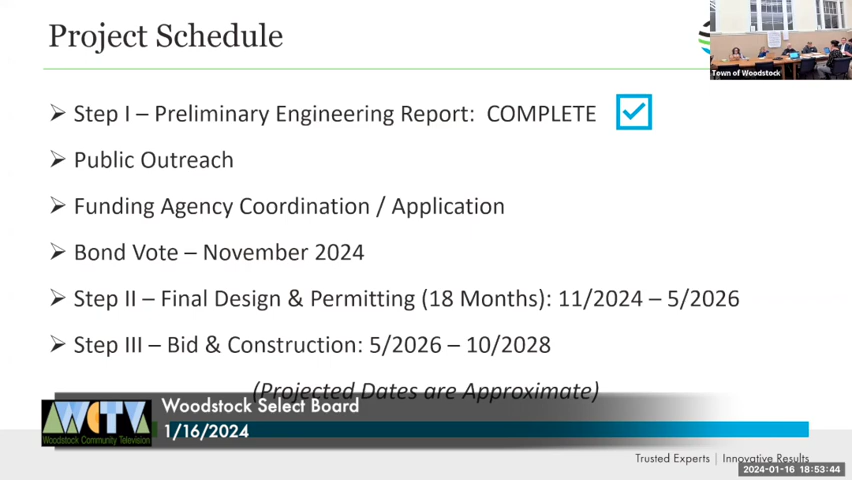 Project Schedule
Town of Woodstock
➢ Step I – Preliminary Engineering Report: COMPLETE
➢ Public Outreach
➢ Funding Agency Coordination / Application
➢ Bond Vote – November 2024
➢ Step II – Final Design & Permitting (18 Months): 11/2024 – 5/2026
➢ Step III – Bid & Construction: 5/2026 – 10/2028
(Projected Dates are Approximate)
WCTV
Woodstock Community Television
Woodstock Select Board
1/16/2024
Trusted Experts | Innovative Results
2024-01-16 18:53:44